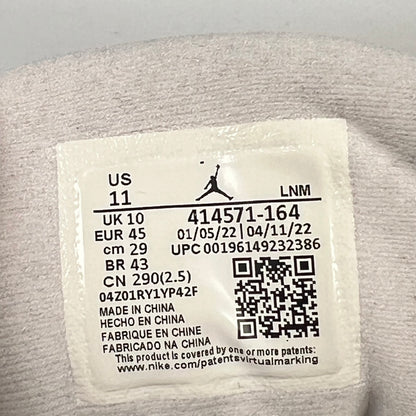 US
11
LNM
UK 10
414571-164
EUR 45
01/05/22 | 04/11/22
cm 29
UPC 00196149232386
BR 43
CN 290(2.5)
04Z01RY1YP42F
MADE IN CHINA
HECHO EN CHINA
FABRIQUE EN CHINE
FABRICADO NA CHINA
This product is covered by one or more patents:
www.nike.com/patentsvirtualmarking